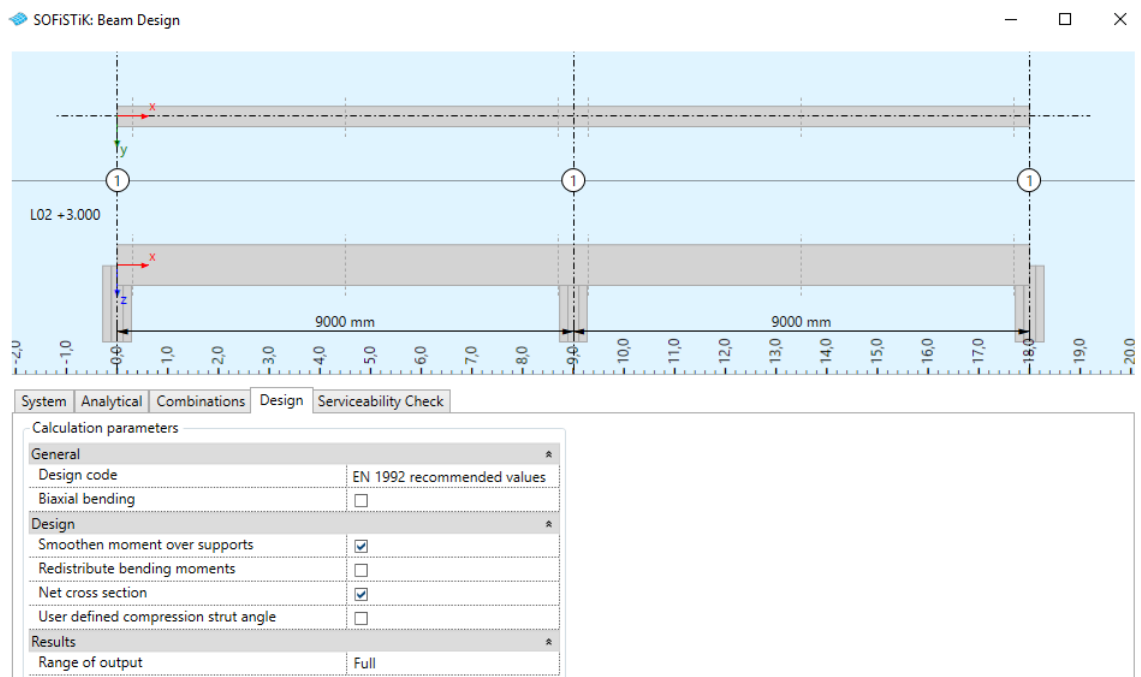 SOFiSTiK: Beam Design
x
y
1 1 1
L02 +3.000
x
z
9000 mm 9000 mm
-2,0 -1,0 0,0 1,0 2,0 3,0 4,0 5,0 6,0 7,0 8,0 9,0 10,0 11,0 12,0 13,0 14,0 15,0 16,0 17,0 18,0 19,0 20,0
System Analytical Combinations Design Serviceability Check
Calculation parameters
General
Design code EN 1992 recommended values
Biaxial bending
Design
Smoothen moment over supports
Redistribute bending moments
Net cross section
User defined compression strut angle
Results
Range of output Full